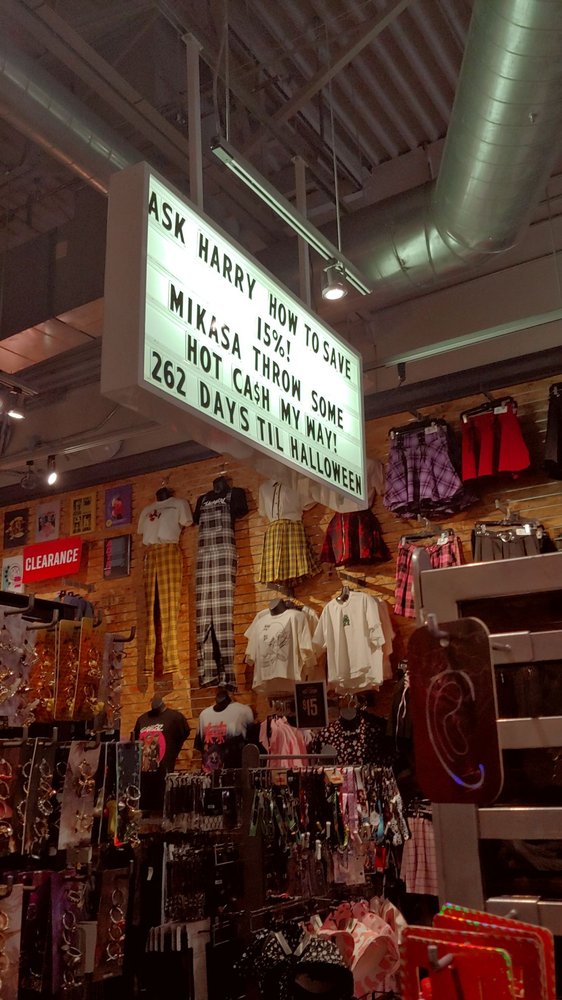 ASK HARRY HOW TO SAVE
15%!
MIKASA THROW SOME
HOT CA$H MY WAY!
262 DAYS TIL HALLOWEEN
CLEARANCE
$15